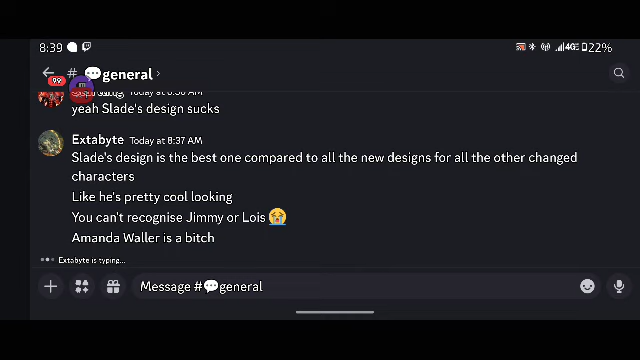 8:39 4GE 22%
# 💬general ›
99
yeah Slade's design sucks
Extabyte Today at 8:37 AM
Slade's design is the best one compared to all the new designs for all the other changed
characters
Like he's pretty cool looking
You can't recognise Jimmy or Lois 😭
Amanda Waller is a bitch
Extabyte is typing...
Message #💬general